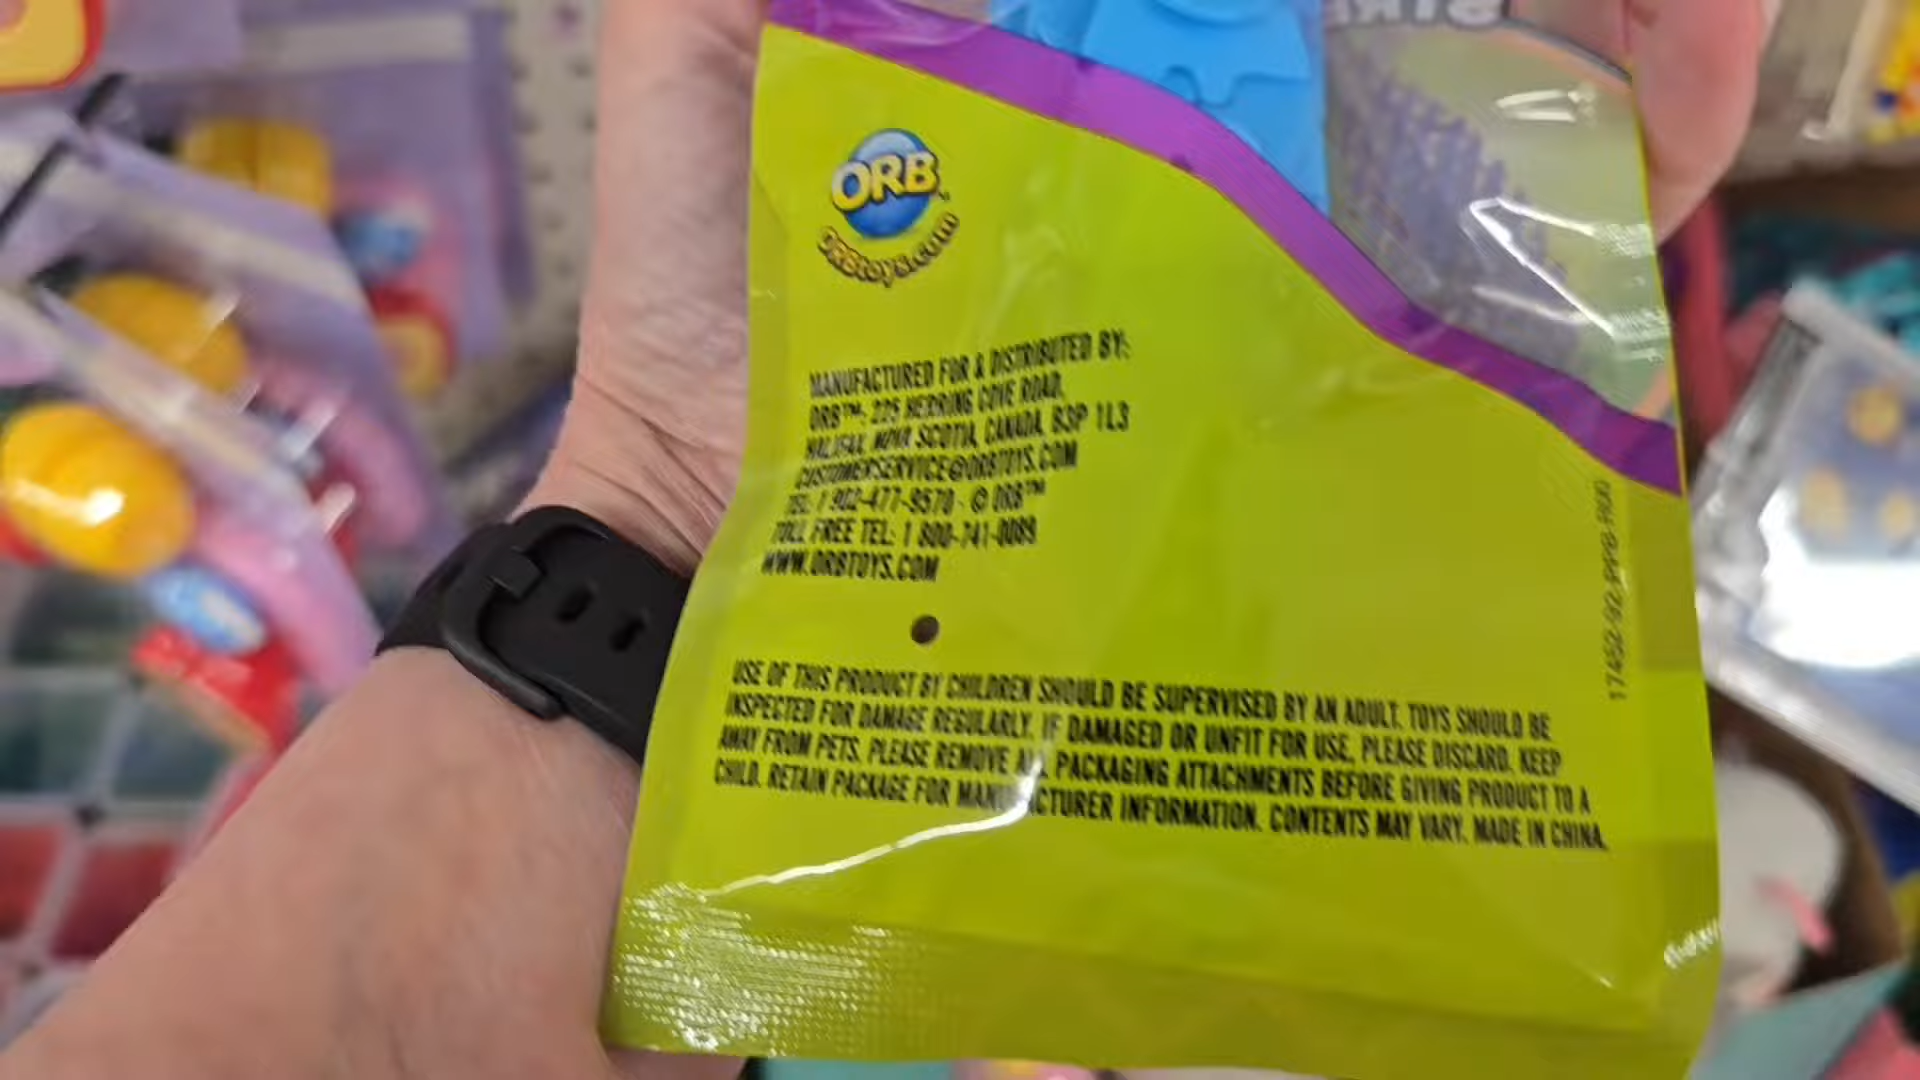 ORB
ORBtoys.com
MANUFACTURED FOR & DISTRIBUTED BY:
ORB™: 225 HERRING COVE ROAD,
HALIFAX, NOVA SCOTIA, CANADA, B3P 1L3
CUSTOMERSERVICE@ORBTOYS.COM
TEL: 1 902-477-9570 · © ORB™
TOLL FREE TEL: 1 800-741-0089
WWW.ORBTOYS.COM
USE OF THIS PRODUCT BY CHILDREN SHOULD BE SUPERVISED BY AN ADULT. TOYS SHOULD BE
INSPECTED FOR DAMAGE REGULARLY. IF DAMAGED OR UNFIT FOR USE, PLEASE DISCARD. KEEP
AWAY FROM PETS. PLEASE REMOVE ALL PACKAGING ATTACHMENTS BEFORE GIVING PRODUCT TO A
CHILD. RETAIN PACKAGE FOR MANUFACTURER INFORMATION. CONTENTS MAY VARY. MADE IN CHINA.
17452-92-PPB-R00